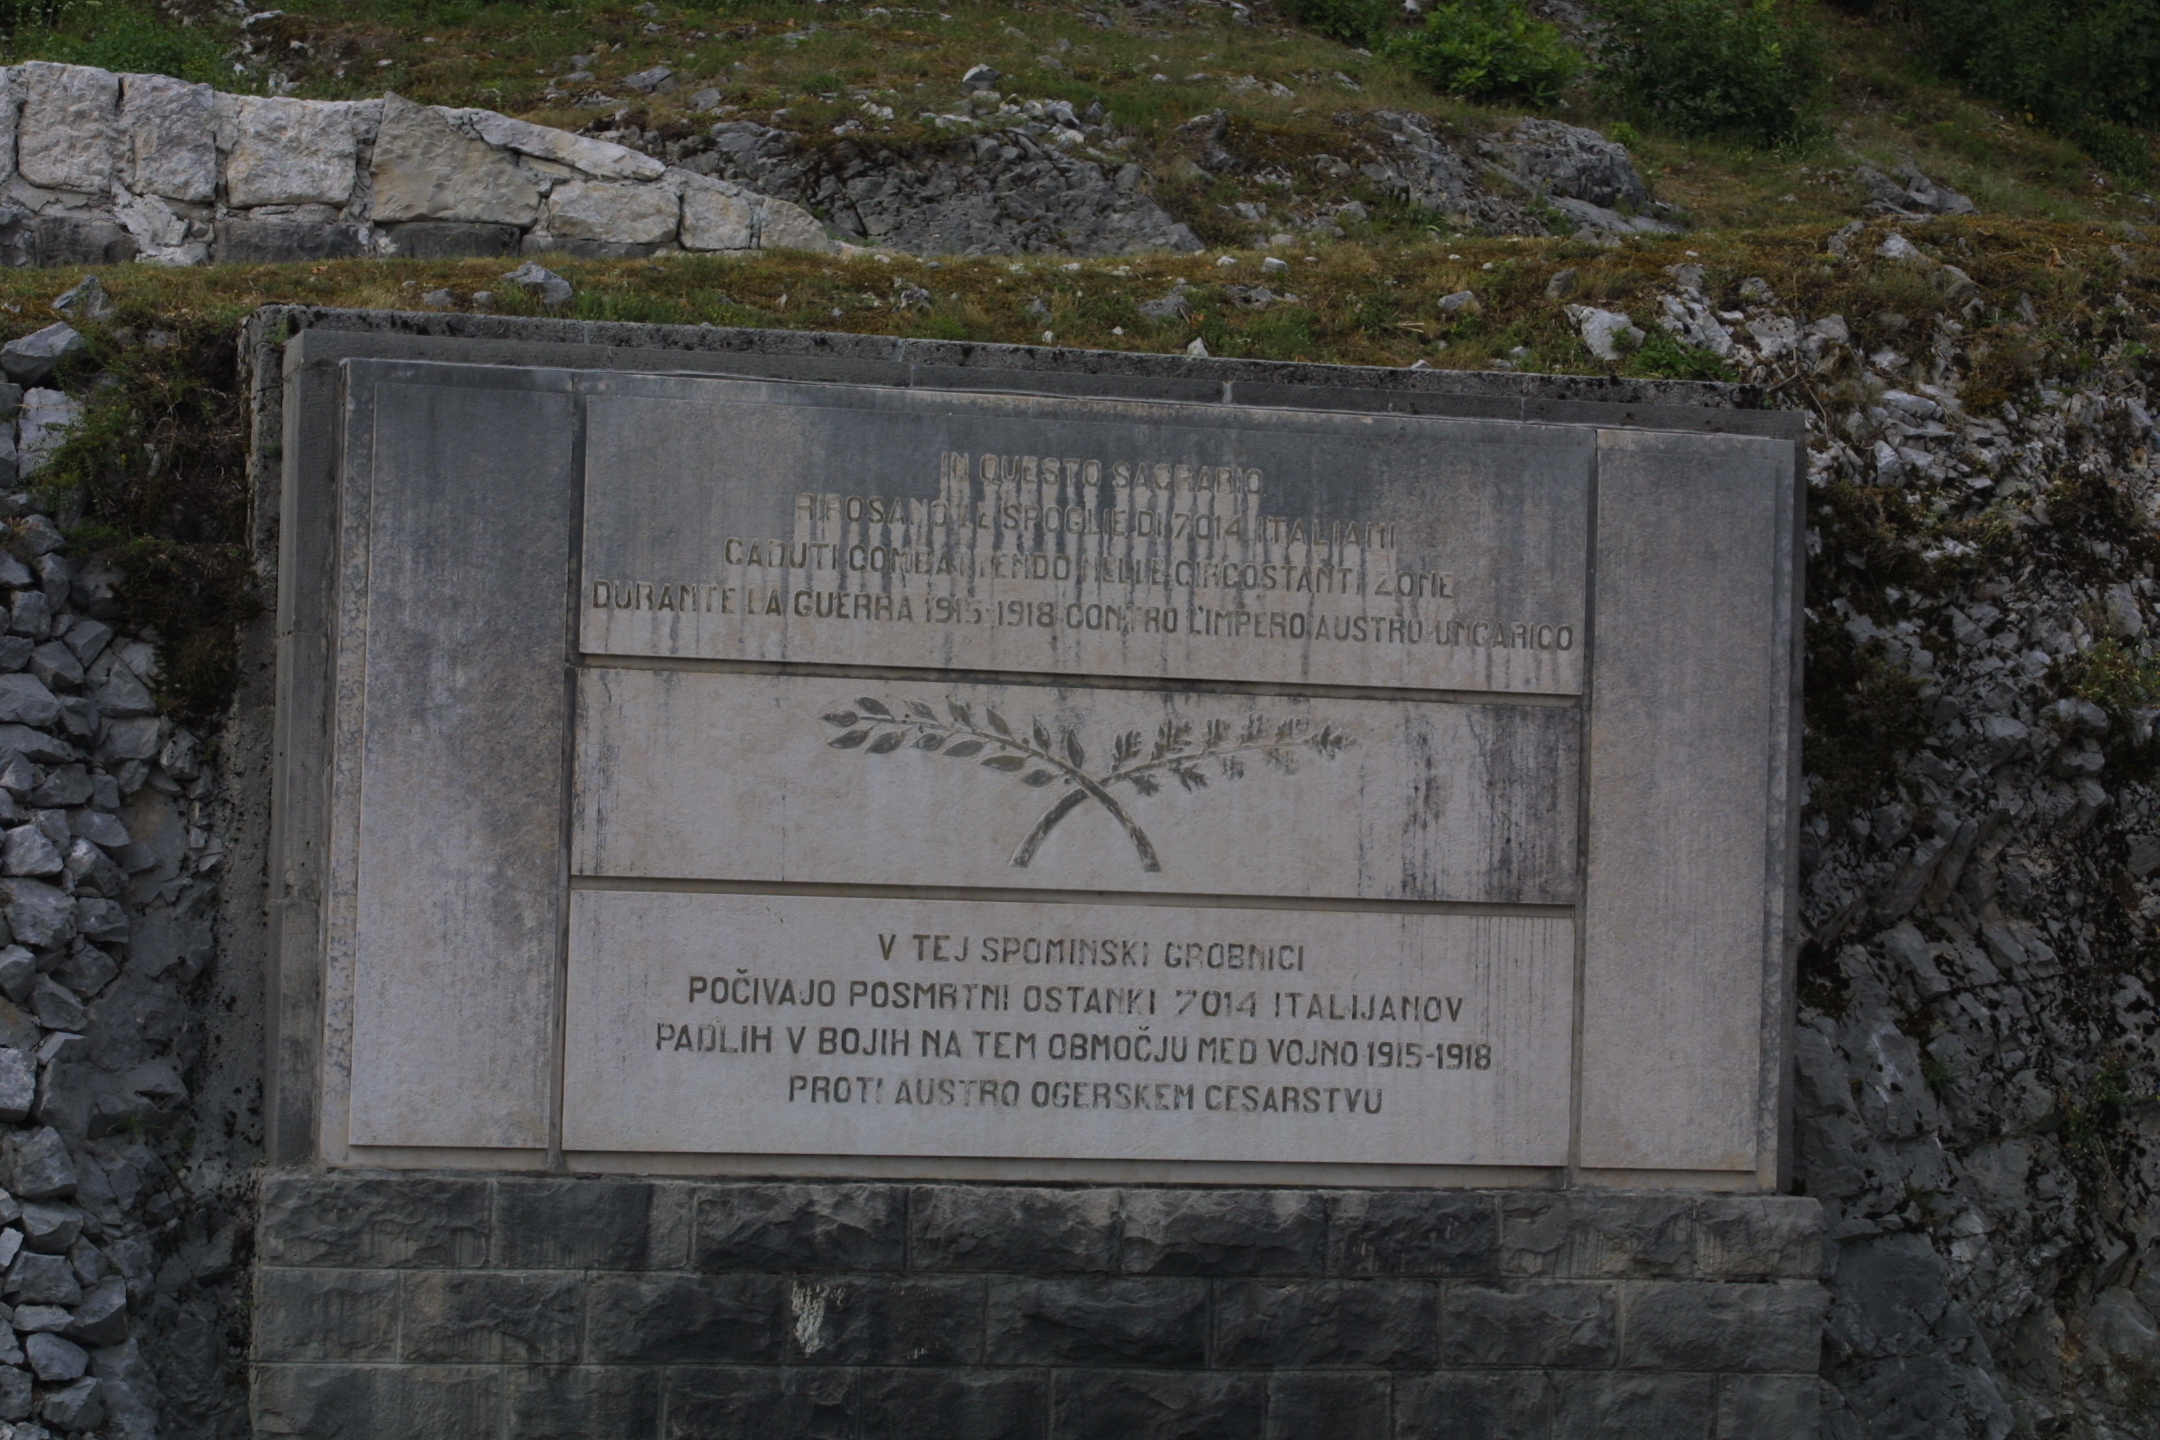 IN QUESTO SACRARIO
RIPOSANO LE SPOGLIE DI 7014 ITALIANI
CADUTI COMBATTENDO NELLE CIRCOSTANTI ZONE
DURANTE LA GUERRA 1915-1918 CONTRO L'IMPERO AUSTRO-UNGARICO
V TEJ SPOMINSKI GROBNICI
POČIVAJO POSMRTNI OSTANKI 7014 ITALIJANOV
PADLIH V BOJIH NA TEM OBMOČJU MED VOJNO 1915-1918
PROTI AUSTRO OGERSKEM CESARSTVU